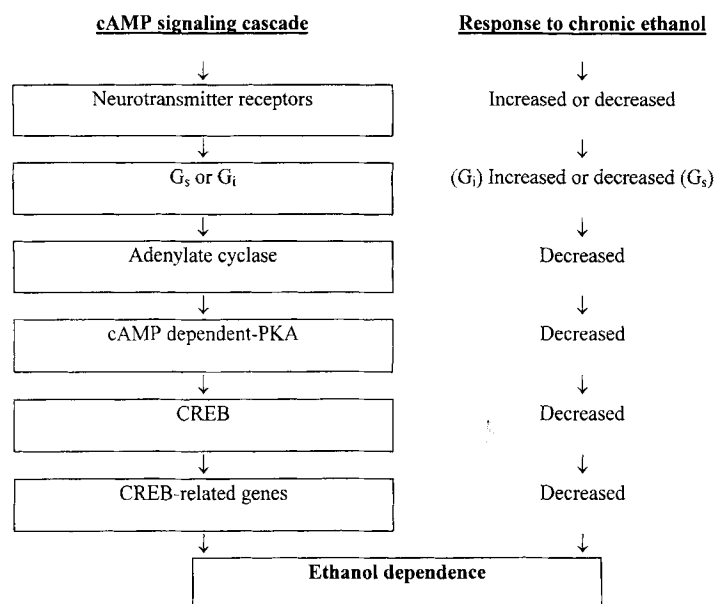 cAMP signaling cascade Response to chronic ethanol
↓ ↓
Neurotransmitter receptors Increased or decreased
↓ ↓
Gs or Gi (Gi) Increased or decreased (Gs)
↓ ↓
Adenylate cyclase Decreased
↓ ↓
cAMP dependent-PKA Decreased
↓ ↓
CREB Decreased
↓ ↓
CREB-related genes Decreased
↓ ↓
Ethanol dependence